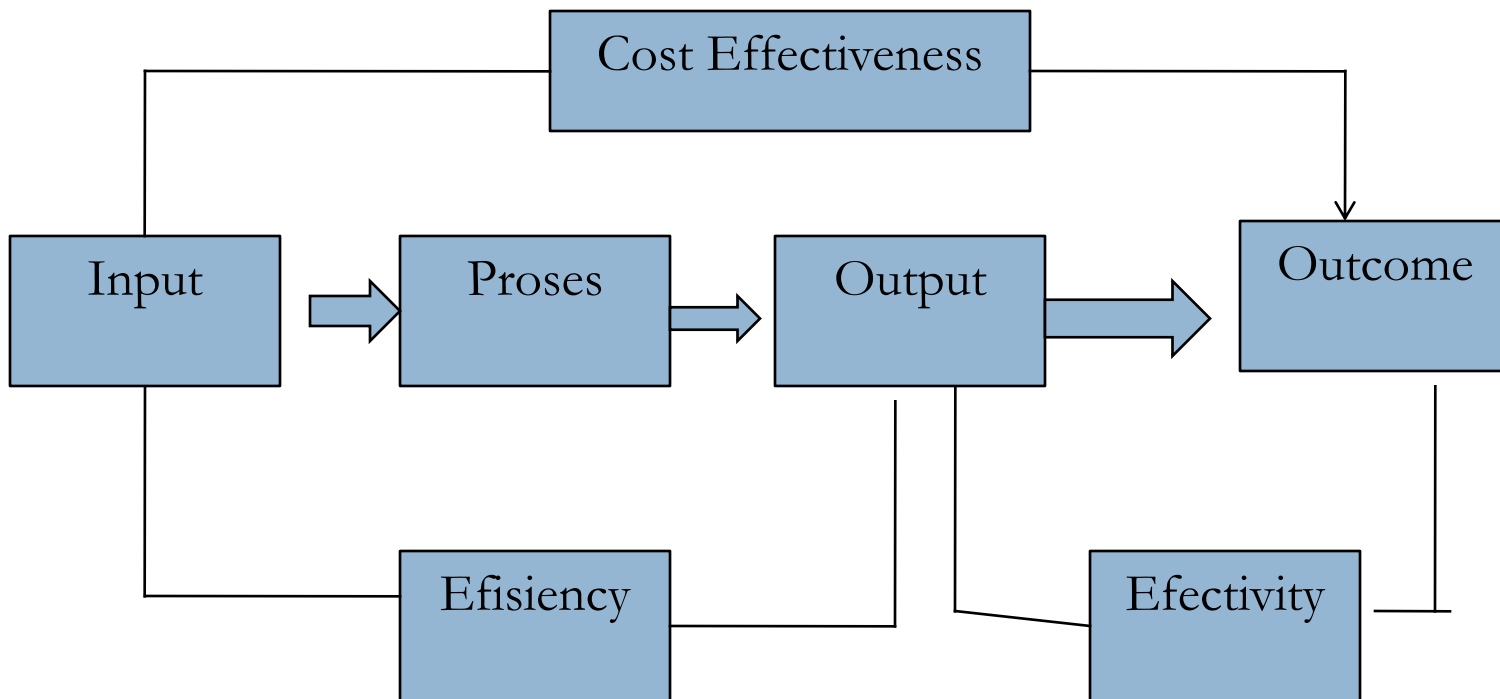 Cost Effectiveness
Input
Proses
Output
Outcome
Efisiency
Efectivity